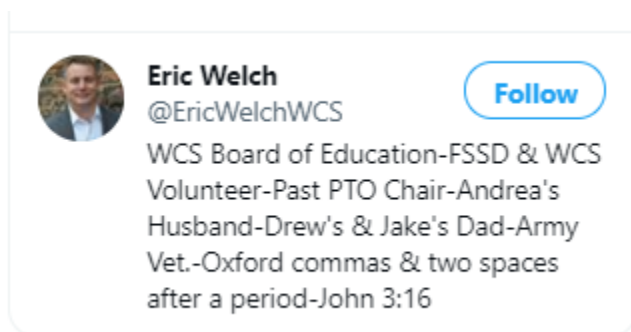 Eric Welch
@EricWelchWCS
Follow
WCS Board of Education-FSSD & WCS
Volunteer-Past PTO Chair-Andrea's
Husband-Drew's & Jake's Dad-Army
Vet.-Oxford commas & two spaces
after a period-John 3:16